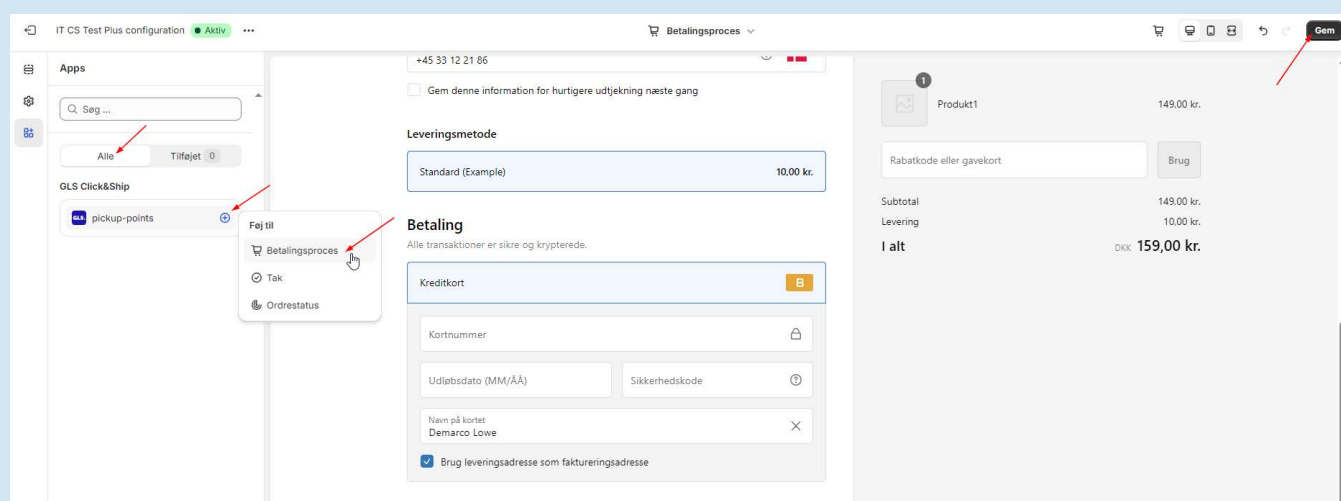 IT CS Test Plus configuration Aktiv ...
Betalingsproces
Gem
Apps
Søg ...
Alle
Tilføjet 0
GLS Click&Ship
GLS. pickup-points
Føj til
Betalingsproces
Tak
Ordrestatus
+45 33 12 21 86
Gem denne information for hurtigere udtjekning næste gang
Leveringsmetode
Standard (Example) 10,00 kr.
Betaling
Alle transaktioner er sikre og krypterede.
Kreditkort B
Kortnummer
Udløbsdato (MM/ÅÅ)
Sikkerhedskode
Navn på kortet
Demarco Lowe
Brug leveringsadresse som faktureringsadresse
1
Produkt1 149,00 kr.
Rabatkode eller gavekort
Brug
Subtotal 149,00 kr.
Levering 10,00 kr.
I alt DKK 159,00 kr.